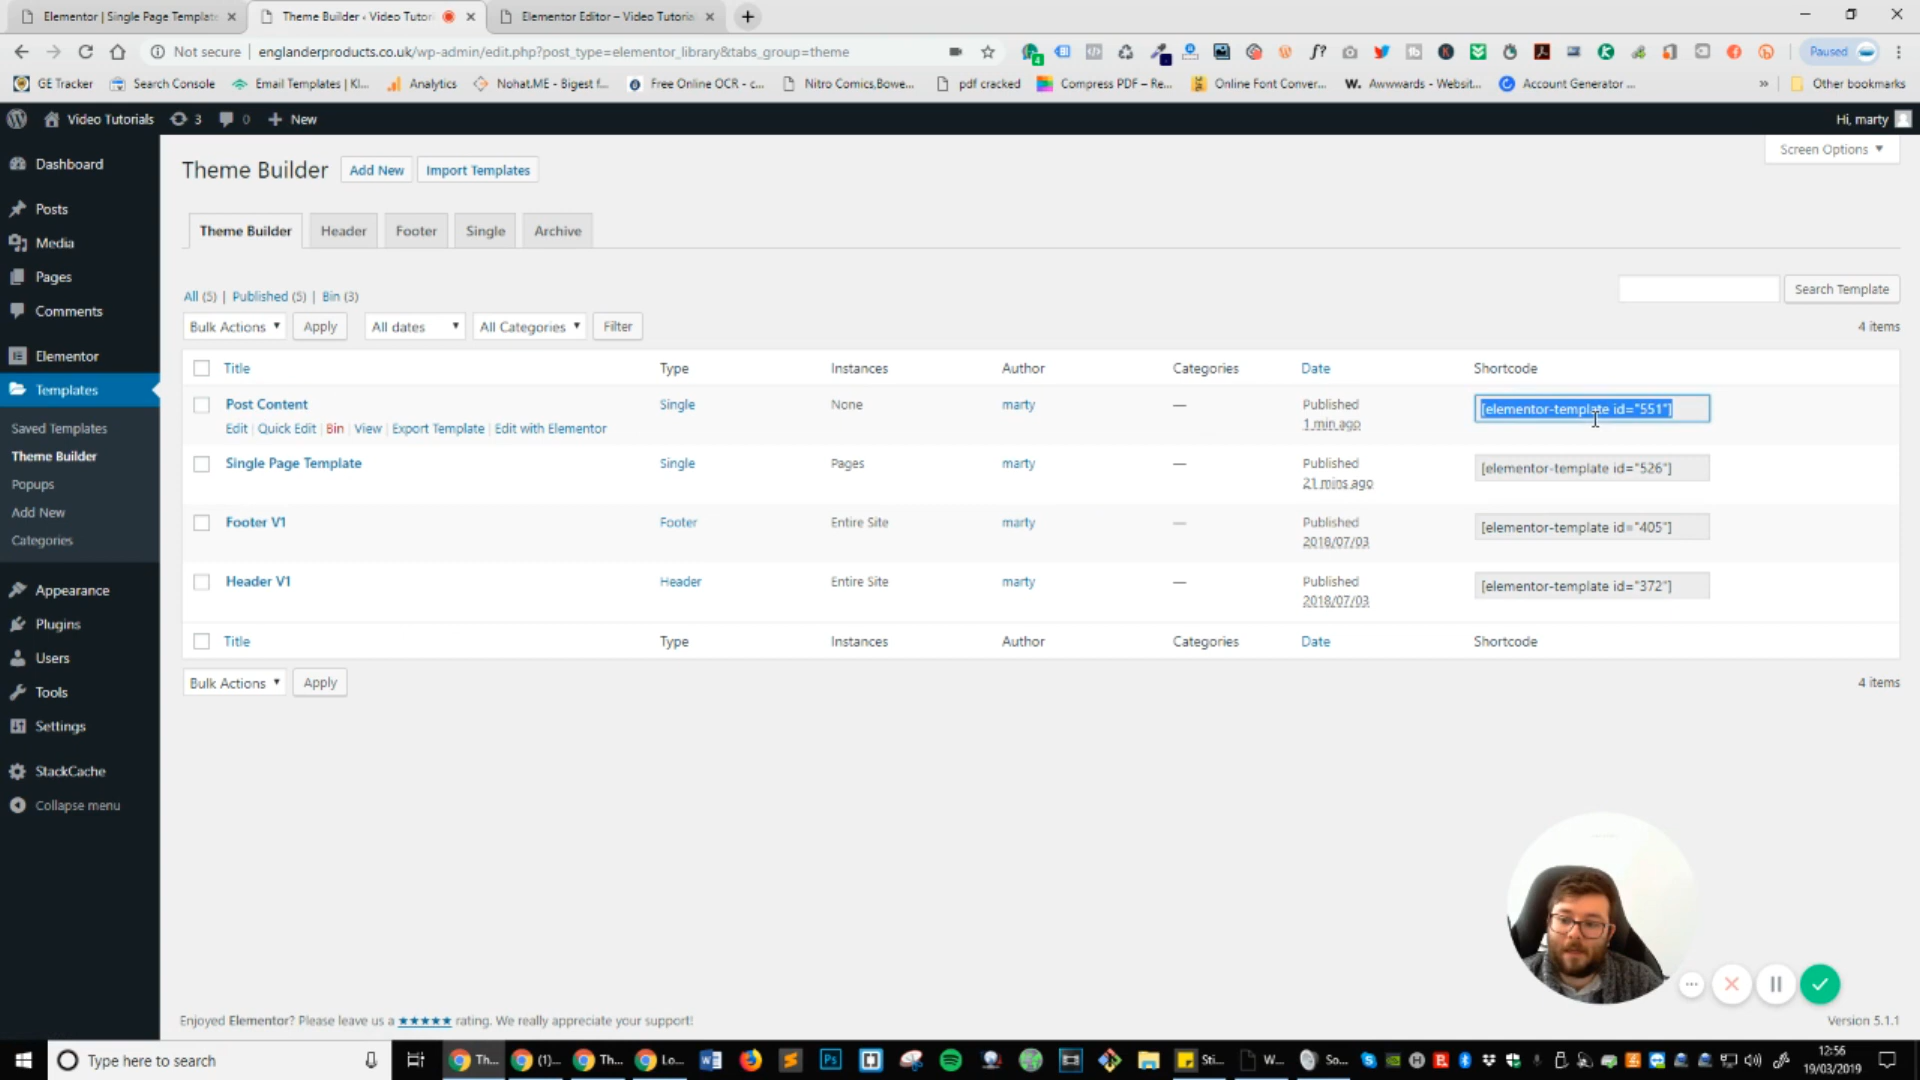 Elementor | Single Page Template
Theme Builder ‹ Video Tutor
Elementor Editor – Video Tutoria
Not secure | englanderproducts.co.uk/wp-admin/edit.php?post_type=elementor_library&tabs_group=theme
Paused
GE Tracker
Search Console
Email Templates | Kl...
Analytics
Nohat.ME - Bigest f...
Free Online OCR - c...
Nitro Comics,Bowe...
pdf cracked
Compress PDF – Re...
Online Font Conver...
W. Awwwards - Websit...
Account Generator ...
»
Other bookmarks
Video Tutorials
3
0
+ New
Hi, marty
Dashboard
Posts
Media
Pages
Comments
Elementor
Templates
Saved Templates
Theme Builder
Popups
Add New
Categories
Appearance
Plugins
Users
Tools
Settings
StackCache
Collapse menu
Screen Options
Theme Builder Add New Import Templates
Theme Builder Header Footer Single Archive
All (5) | Published (5) | Bin (3)
Search Template
Bulk Actions Apply All dates All Categories Filter
4 items
Title Type Instances Author Categories Date Shortcode
Post Content Single None marty — Published [elementor-template id="551"]
Edit | Quick Edit | Bin | View | Export Template | Edit with Elementor 1 min ago
Single Page Template Single Pages marty — Published [elementor-template id="526"]
21 mins ago
Footer V1 Footer Entire Site marty — Published [elementor-template id="405"]
2018/07/03
Header V1 Header Entire Site marty — Published [elementor-template id="372"]
2018/07/03
Title Type Instances Author Categories Date Shortcode
Bulk Actions Apply
4 items
Enjoyed Elementor? Please leave us a ★★★★★ rating. We really appreciate your support!
Version 5.1.1
Type here to search
Th...
(1)...
Th...
Lo...
Ps
Sti...
W...
So...
12:56
19/03/2019